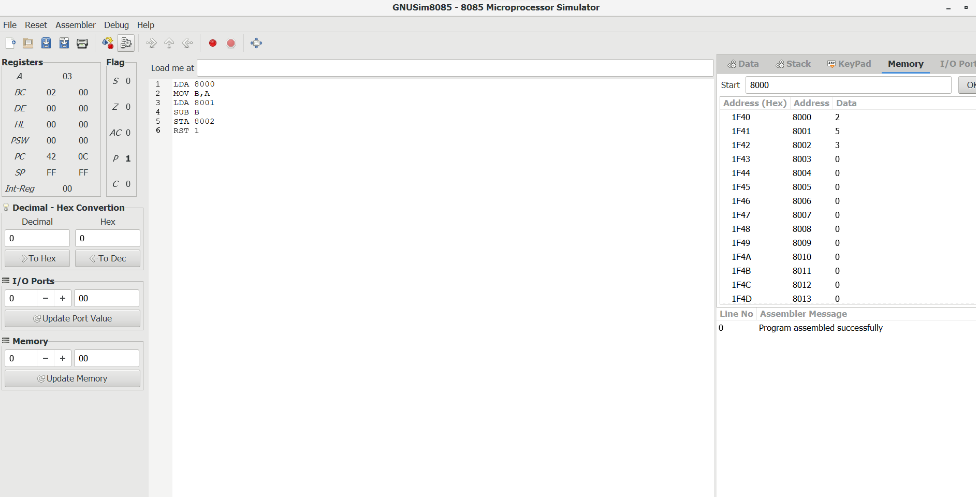 GNUSim8085 - 8085 Microprocessor Simulator
File Reset Assembler Debug Help
Registers
A 03
BC 02 00
DE 00 00
HL 00 00
PSW 00 00
PC 42 0C
SP FF FF
Int-Reg 00
Flag
S 0
Z 0
AC 0
P 1
C 0
Decimal - Hex Convertion
Decimal Hex
0 0
To Hex To Dec
I/O Ports
0 - + 00
Update Port Value
Memory
0 - + 00
Update Memory
Load me at
1 LDA 8000
2 MOV B,A
3 LDA 8001
4 SUB B
5 STA 8002
6 RST 1
Data Stack KeyPad Memory I/O Port
Start 8000 OK
Address (Hex) Address Data
1F40 8000 2
1F41 8001 5
1F42 8002 3
1F43 8003 0
1F44 8004 0
1F45 8005 0
1F46 8006 0
1F47 8007 0
1F48 8008 0
1F49 8009 0
1F4A 8010 0
1F4B 8011 0
1F4C 8012 0
1F4D 8013 0
Line No Assembler Message
0 Program assembled successfully